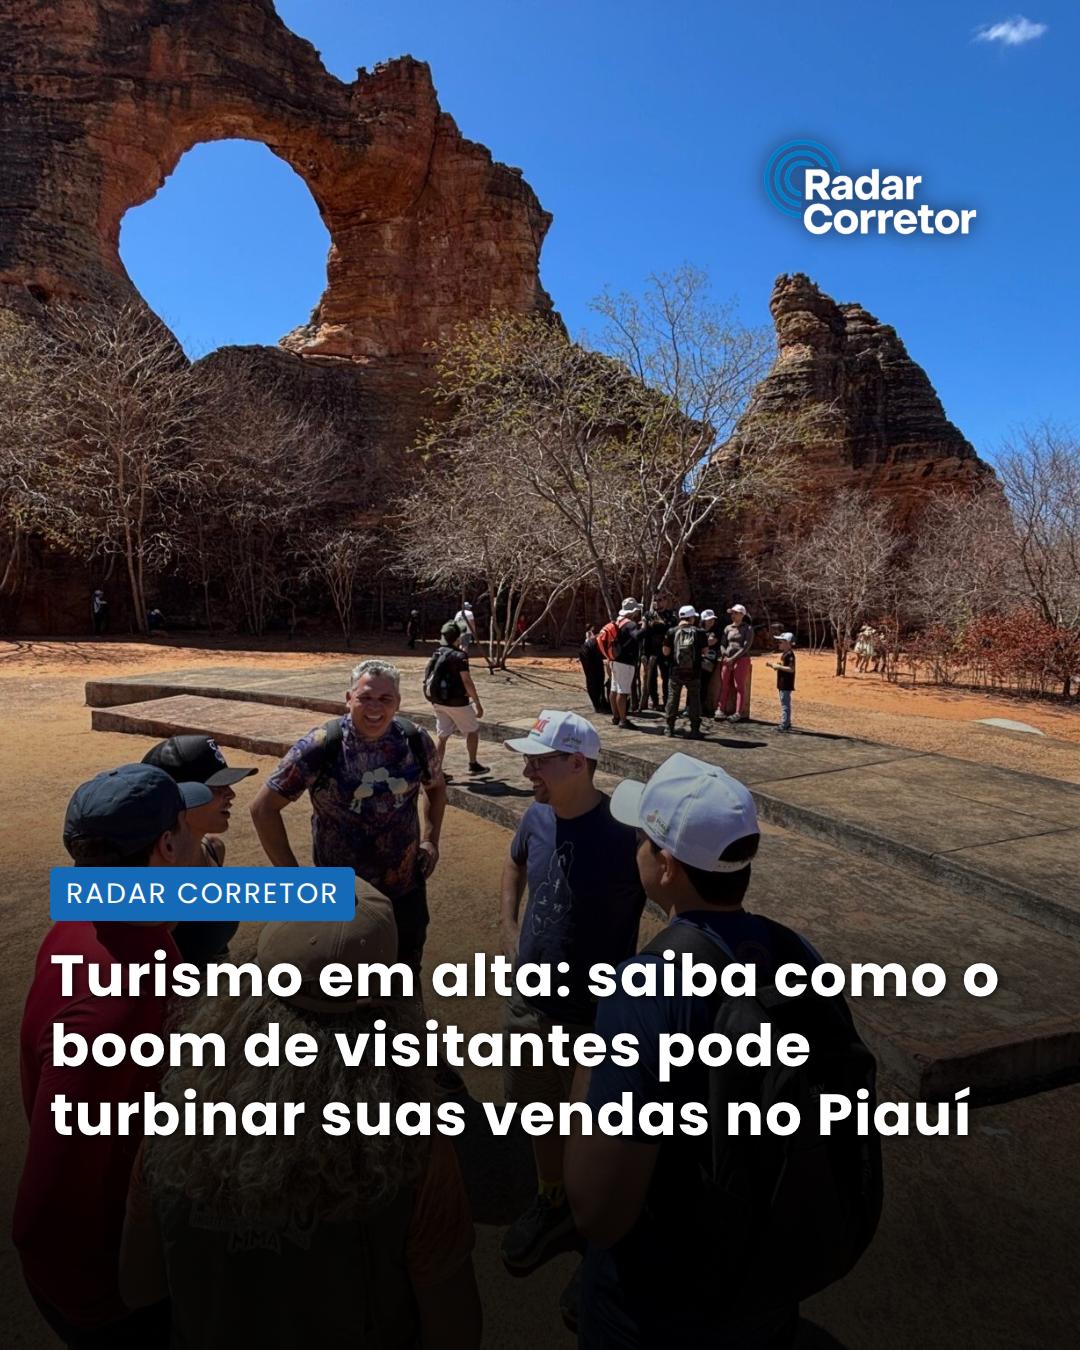 Radar
Corretor
RADAR CORRETOR
Turismo em alta: saiba como o
boom de visitantes pode
turbinar suas vendas no Piauí